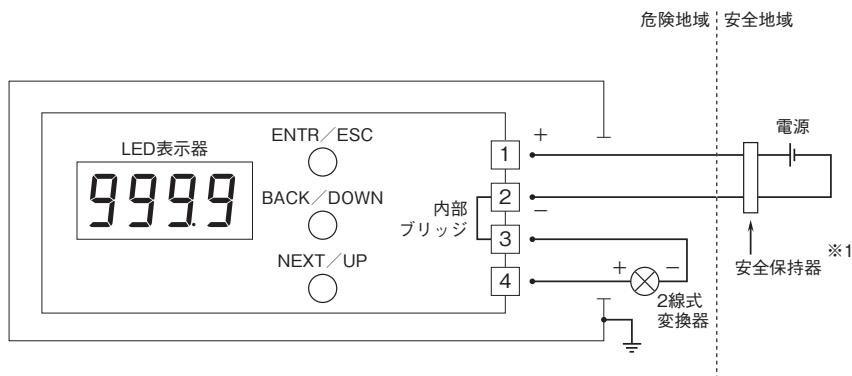 危険地域 安全地域
LED表示器
999.9
ENTR／ESC
BACK／DOWN
NEXT／UP
内部
ブリッジ
1
2
3
4
+
−
+ −
2線式
変換器
電源
安全保持器 ※1